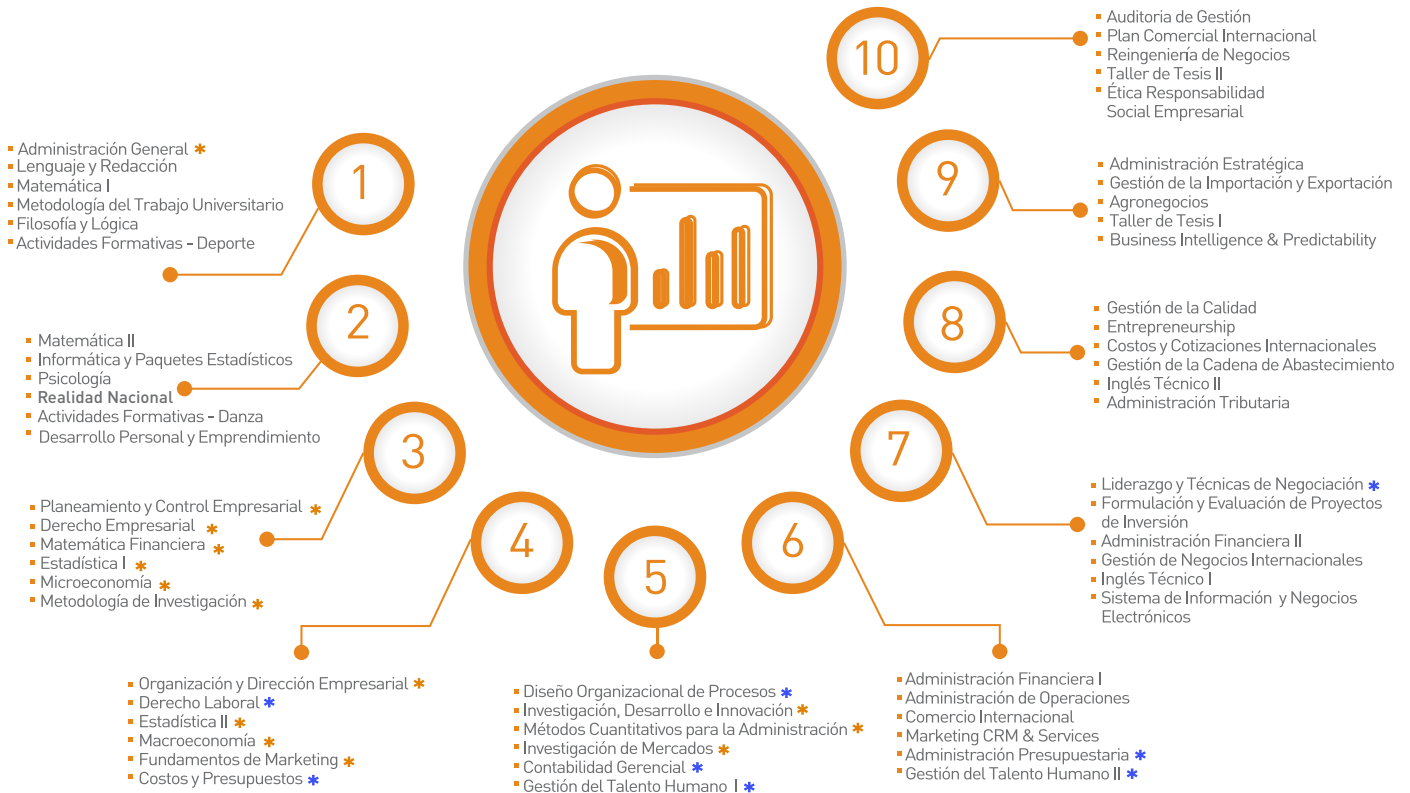 1
Administración General *
Lenguaje y Redacción
Matemática I
Metodología del Trabajo Universitario
Filosofía y Lógica
Actividades Formativas - Deporte
2
Matemática II
Informática y Paquetes Estadísticos
Psicología
Realidad Nacional
Actividades Formativas - Danza
Desarrollo Personal y Emprendimiento
3
Planeamiento y Control Empresarial *
Derecho Empresarial *
Matemática Financiera *
Estadística I *
Microeconomía *
Metodología de Investigación *
4
Organización y Dirección Empresarial *
Derecho Laboral *
Estadística II *
Macroeconomía *
Fundamentos de Marketing *
Costos y Presupuestos *
5
Diseño Organizacional de Procesos *
Investigación, Desarrollo e Innovación *
Métodos Cuantitativos para la Administración *
Investigación de Mercados *
Contabilidad Gerencial *
Gestión del Talento Humano I *
6
Administración Financiera I
Administración de Operaciones
Comercio Internacional
Marketing CRM & Services
Administración Presupuestaria *
Gestión del Talento Humano II *
7
Liderazgo y Técnicas de Negociación *
Formulación y Evaluación de Proyectos
de Inversión
Administración Financiera II
Gestión de Negocios Internacionales
Inglés Técnico I
Sistema de Información y Negocios
Electrónicos
8
Gestión de la Calidad
Entrepreneurship
Costos y Cotizaciones Internacionales
Gestión de la Cadena de Abastecimiento
Inglés Técnico II
Administración Tributaria
9
Administración Estratégica
Gestión de la Importación y Exportación
Agronegocios
Taller de Tesis I
Business Intelligence & Predictability
10
Auditoria de Gestión
Plan Comercial Internacional
Reingeniería de Negocios
Taller de Tesis II
Ética Responsabilidad
Social Empresarial